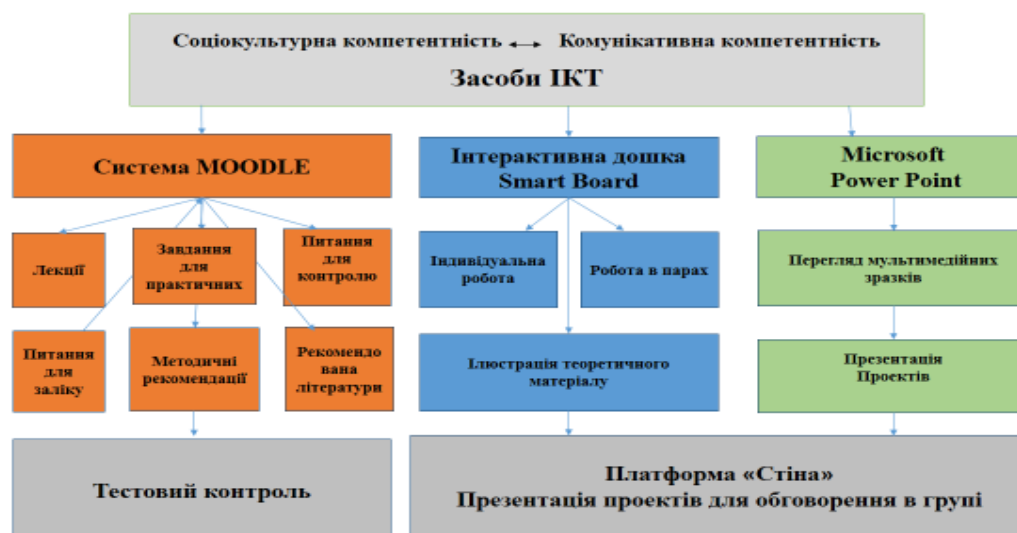 Соціокультурна компетентність ↔ Комунікативна компетентність
Засоби ІКТ
Система MOODLE
Інтерактивна дошка
Smart Board
Microsoft
Power Point
Лекції
Завдання
для
практичних
Питання
для
контролю
Індивідуальна
робота
Робота в парах
Перегляд мультимедійних
зразків
Питання
для
заліку
Методичні
рекомендації
Рекомендо
вана
літератури
Ілюстрація теоретичного
матеріалу
Презентація
Проектів
Тестовий контроль
Платформа «Стіна»
Презентація проектів для обговорення в групі